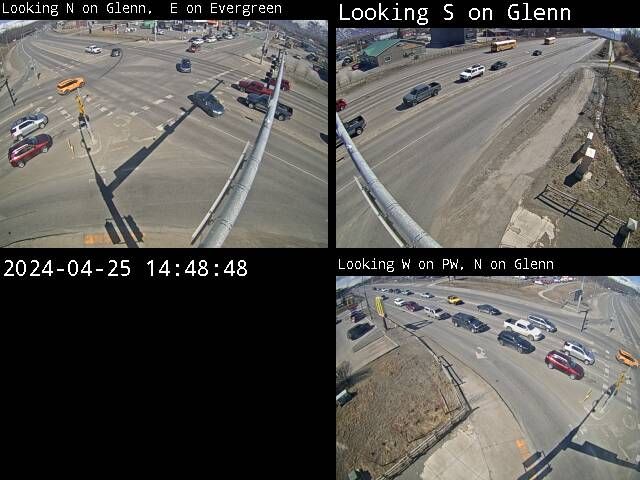 Looking N on Glenn, E on Evergreen
Looking S on Glenn
2024-04-25 14:48:48
Looking W on PW, N on Glenn